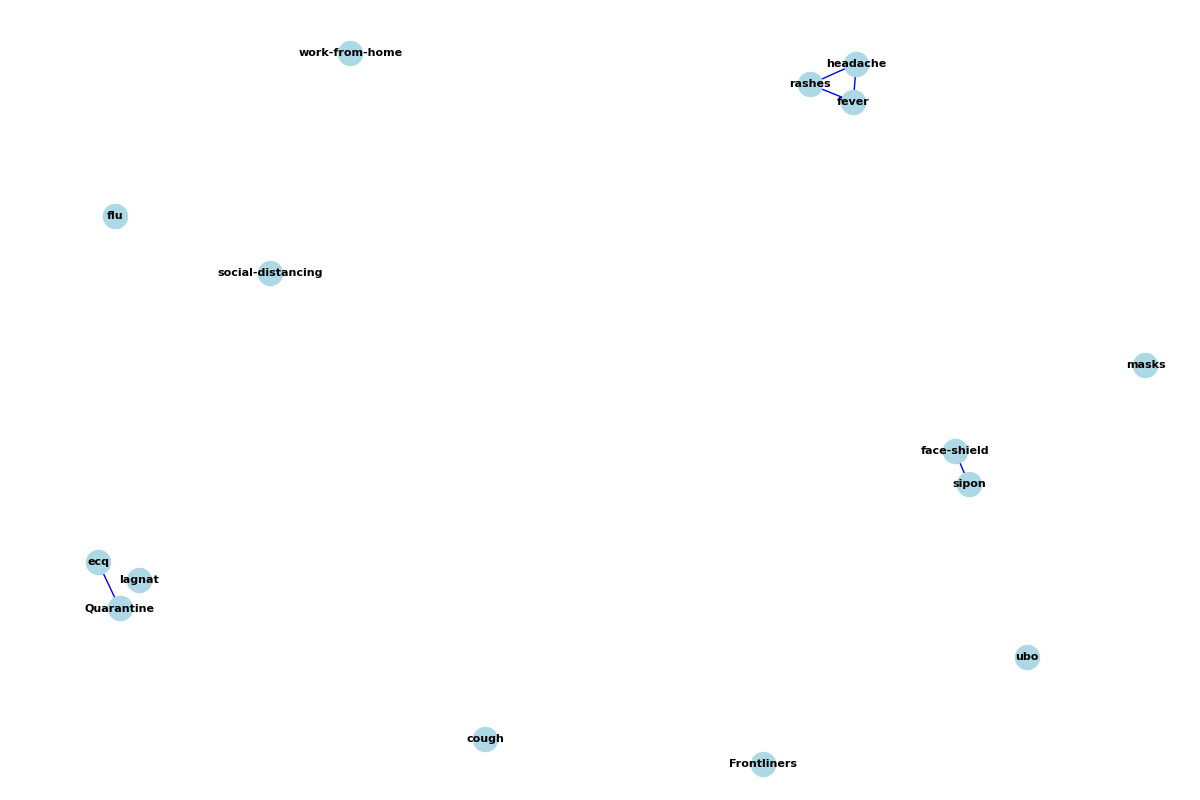 work-from-home
headache
rashes
fever
flu
social-distancing
masks
face-shield
sipon
ecq
lagnat
Quarantine
ubo
cough
Frontliners